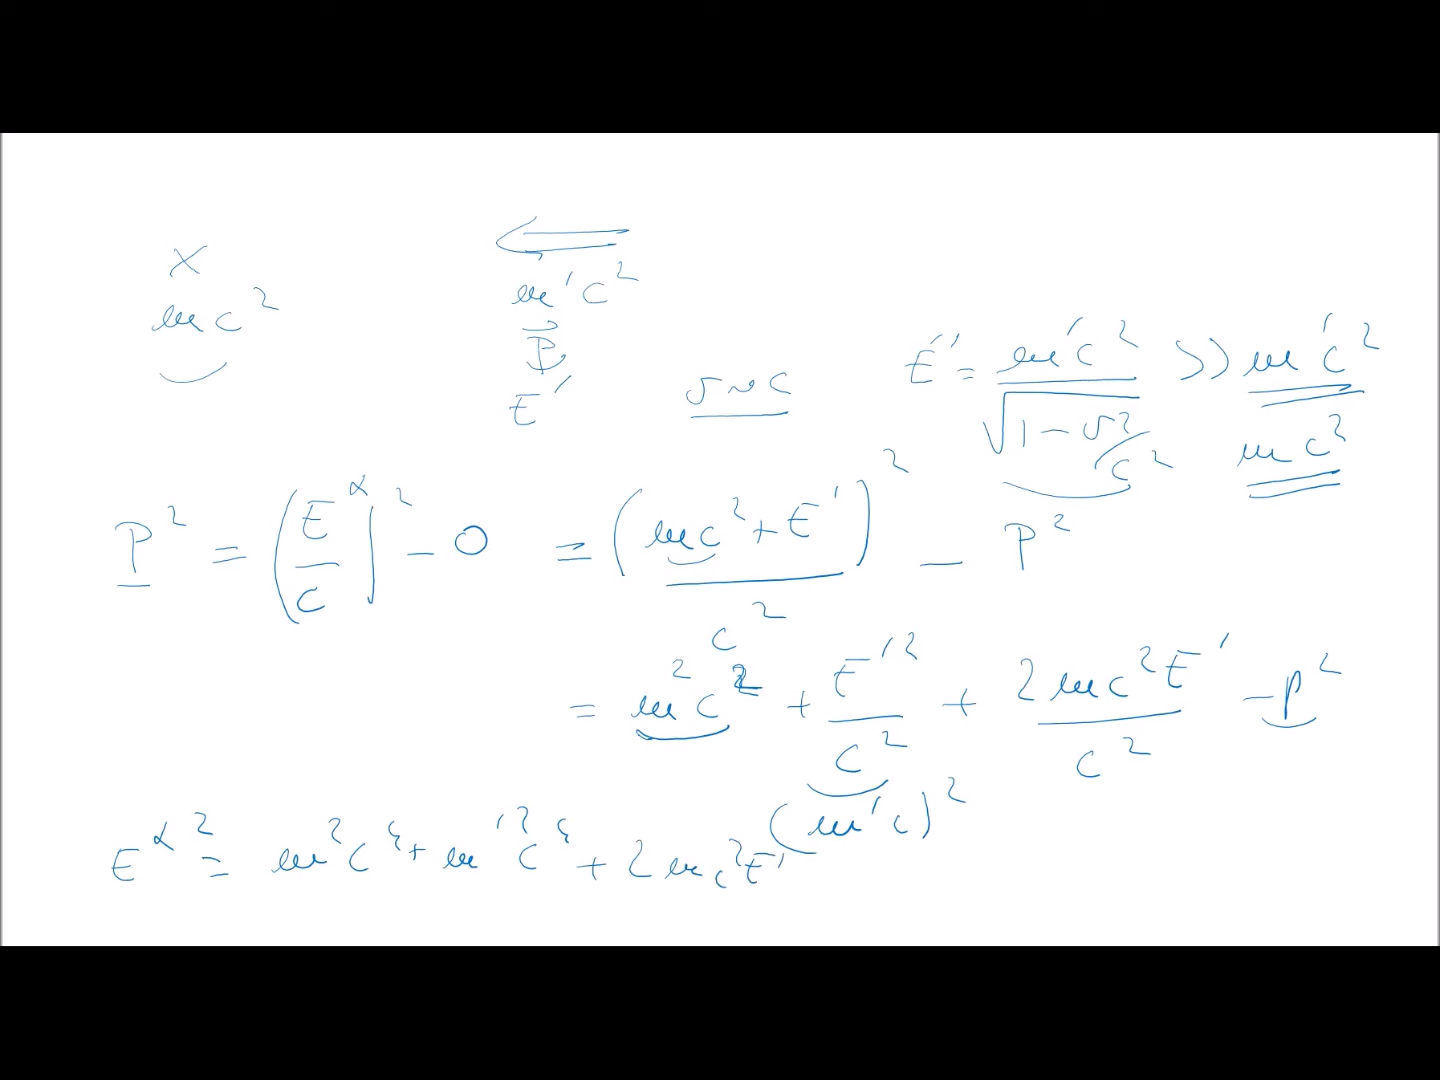 x
mc² m'c²
P
E' v~c E' = m'c² / √(1 - v²/c²) >> m'c²
mc²
P² = (E^α/c)² - 0 = (mc² + E')²/c² - P²
= m²c² + E'²/c² + 2mc²E'/c² - P²
(m'c)²
E^α² = m²c⁴ + m'²c⁴ + 2mc²E'